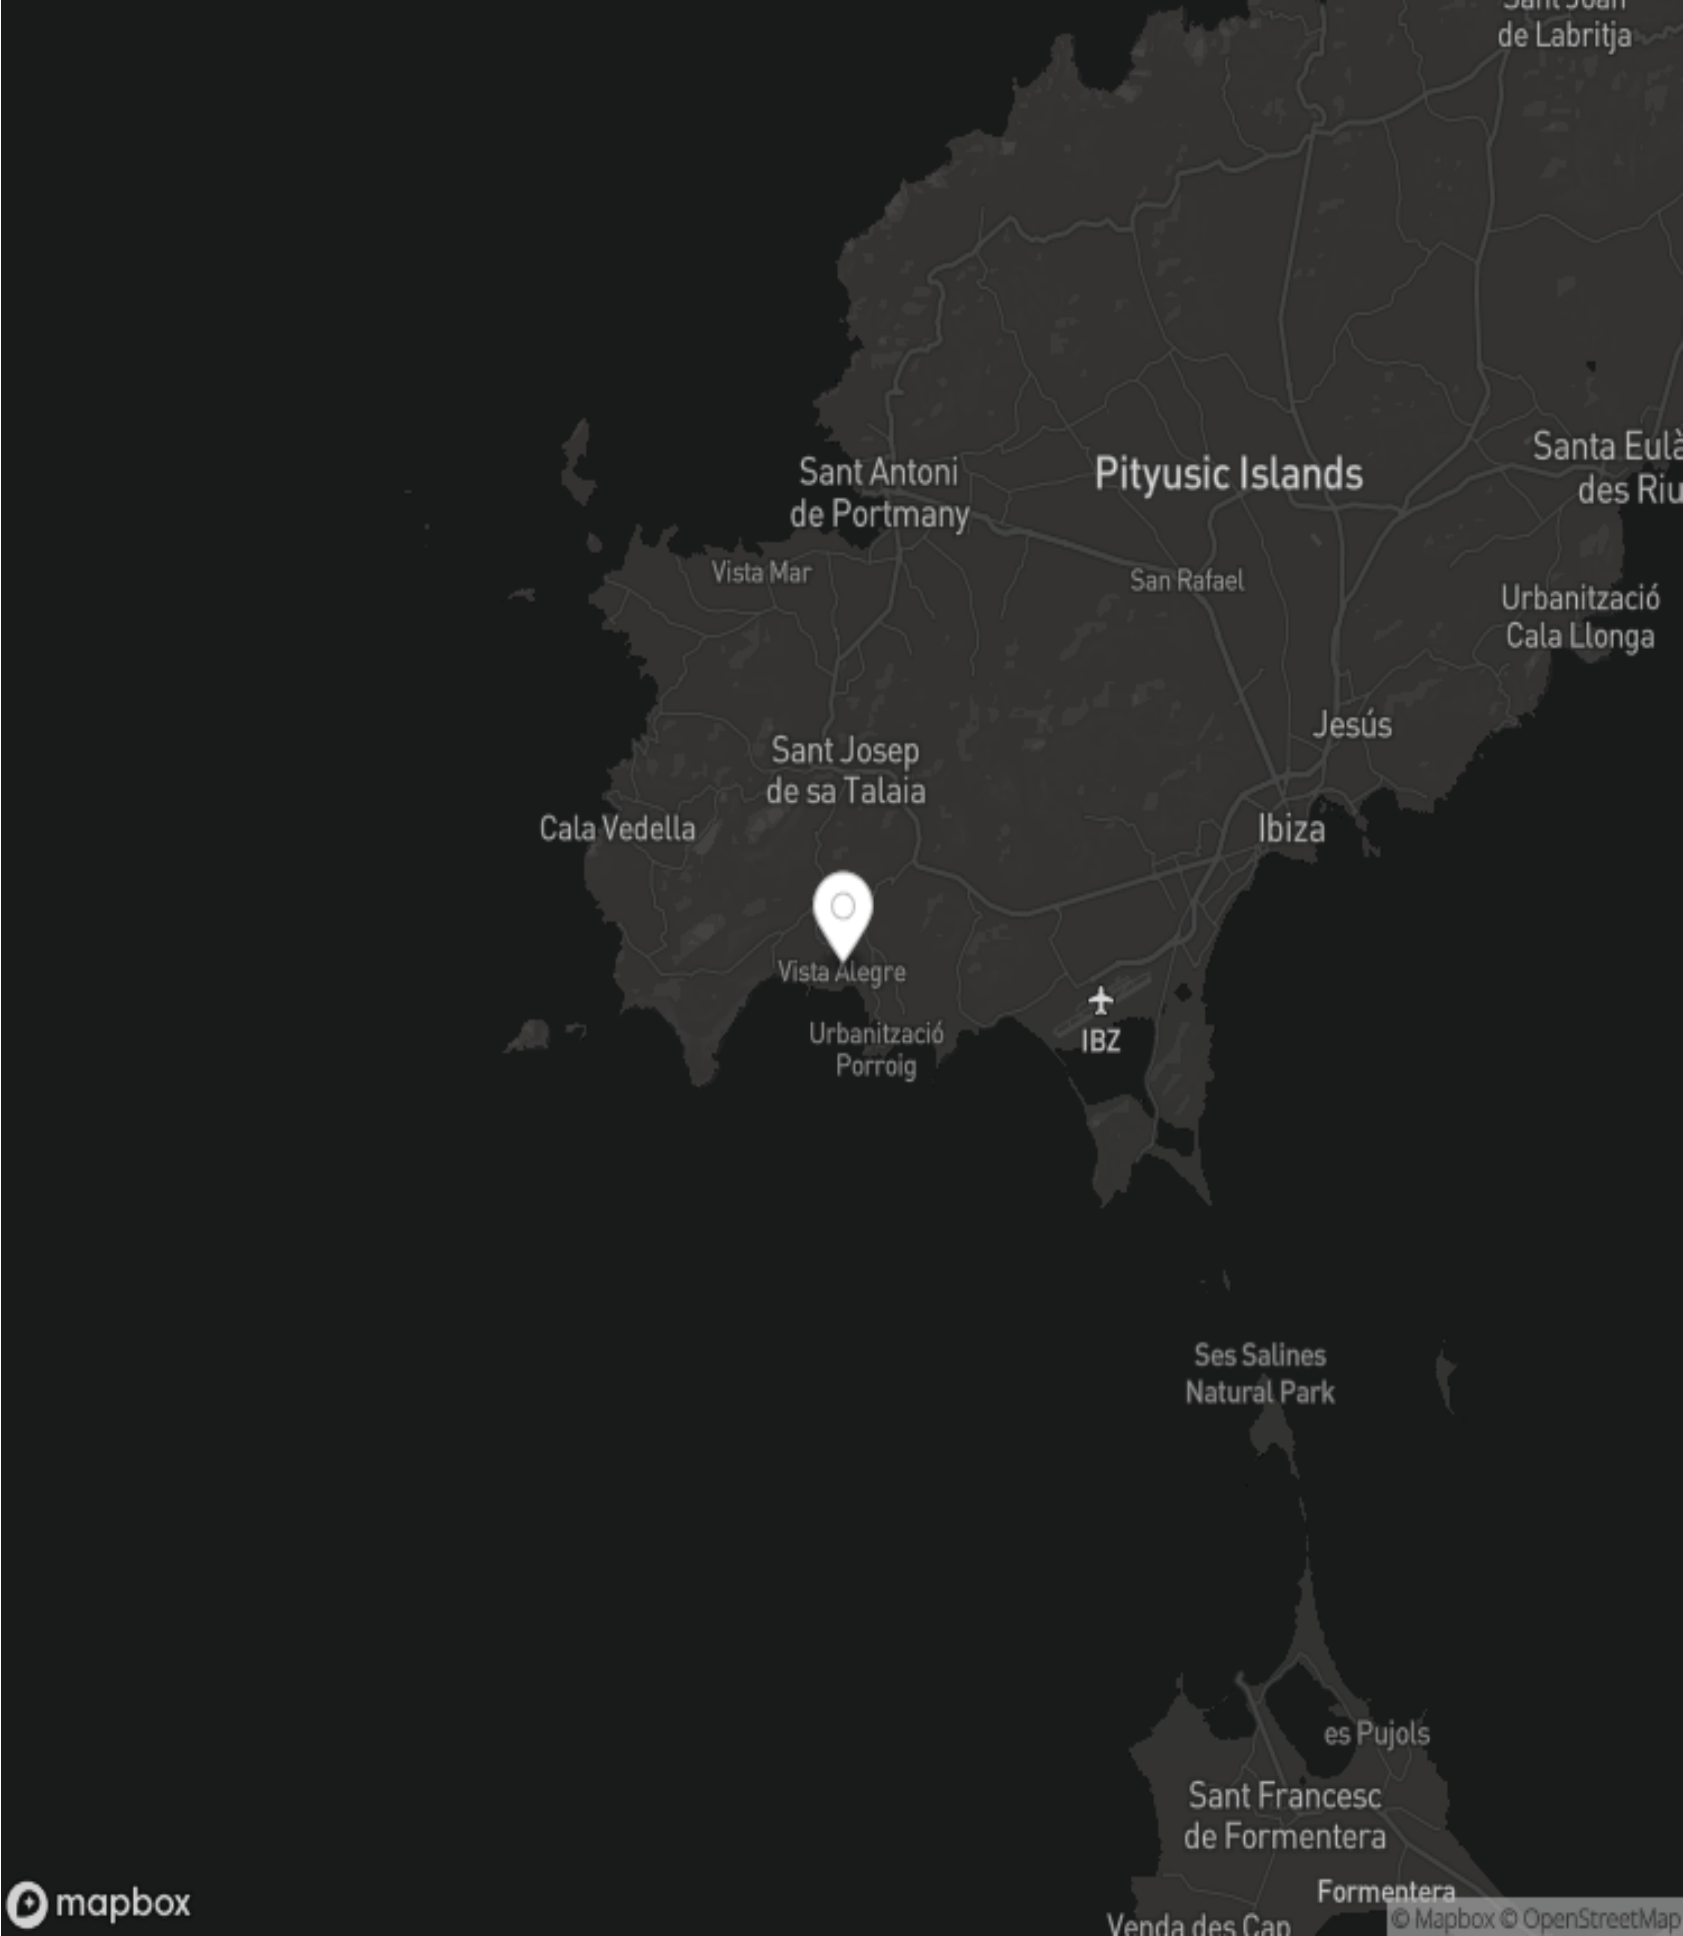 Sant Joan
de Labritja
Sant Antoni
de Portmany
Pityusic Islands
Santa Eulà
des Riu
Vista Mar
San Rafael
Urbanització
Cala Llonga
Jesús
Sant Josep
de sa Talaia
Cala Vedella
Ibiza
Vista Alegre
Urbanització
Porroig
IBZ
Ses Salines
Natural Park
es Pujols
Sant Francesc
de Formentera
Formentera
Venda des Cap
mapbox
© Mapbox © OpenStreetMap